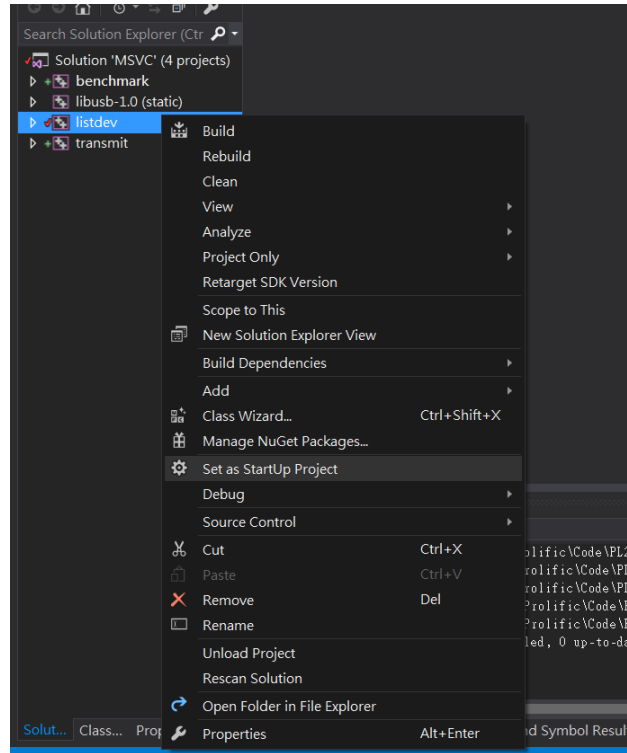 Search Solution Explorer (Ctr
Solution 'MSVC' (4 projects)
benchmark
libusb-1.0 (static)
listdev
transmit
Build
Rebuild
Clean
View
Analyze
Project Only
Retarget SDK Version
Scope to This
New Solution Explorer View
Build Dependencies
Add
Class Wizard... Ctrl+Shift+X
Manage NuGet Packages...
Set as StartUp Project
Debug
Source Control
Cut Ctrl+X
olific\Code\PL2
Paste Ctrl+V
rolific\Code\PL
rolific\Code\PL
Remove Del
Prolific\Code\P
Rename
Prolific\Code\P
led, 0 up-to-da
Unload Project
Rescan Solution
Open Folder in File Explorer
Solut... Class... Prop
Properties Alt+Enter
nd Symbol Resul